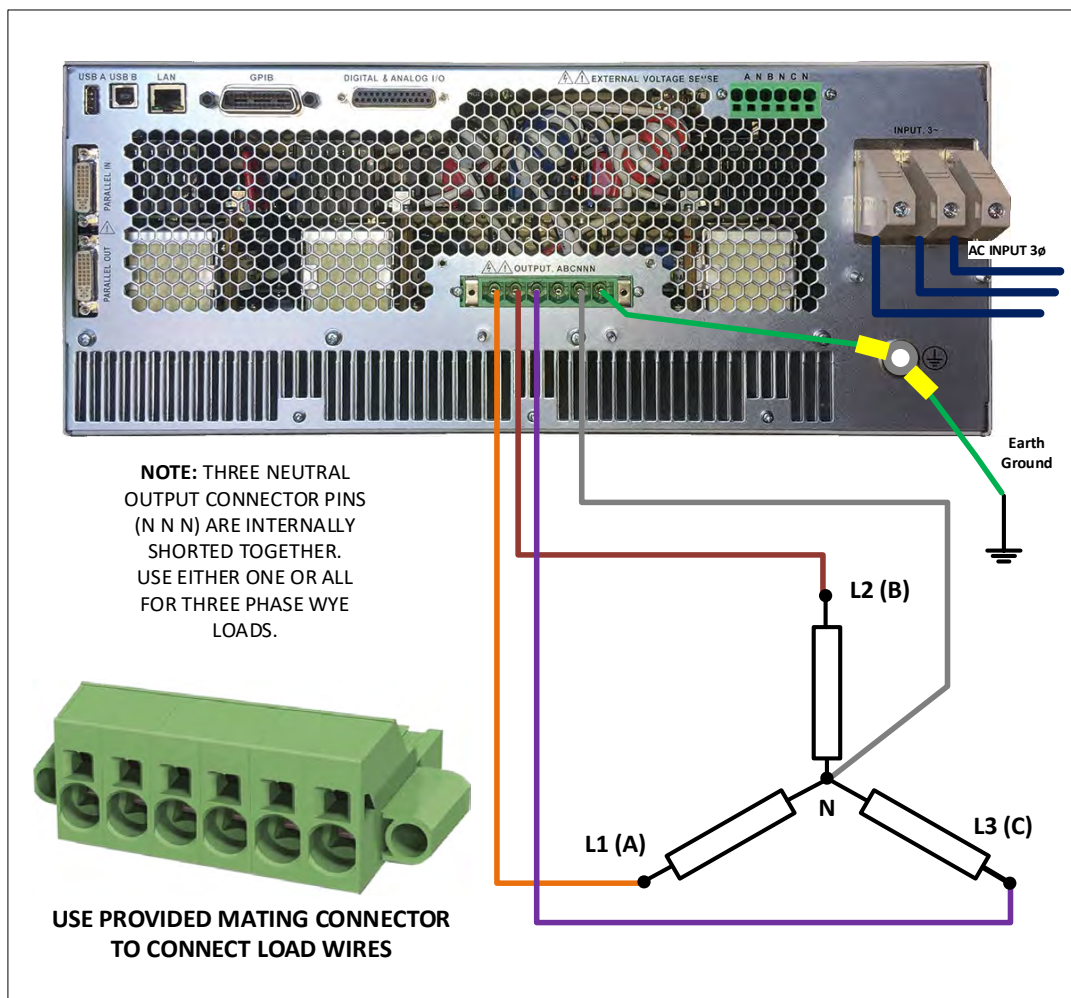 USB A USB B LAN GPIB DIGITAL & ANALOG I/O EXTERNAL VOLTAGE SENSE A N B N C N
INPUT. 3~
PARALLEL IN
PARALLEL OUT
AC INPUT 3ø
OUTPUT. ABCNNN
Earth
Ground
NOTE: THREE NEUTRAL
OUTPUT CONNECTOR PINS
(N N N) ARE INTERNALLY
SHORTED TOGETHER.
USE EITHER ONE OR ALL
FOR THREE PHASE WYE
LOADS.
L2 (B)
N
L1 (A)
L3 (C)
USE PROVIDED MATING CONNECTOR
TO CONNECT LOAD WIRES